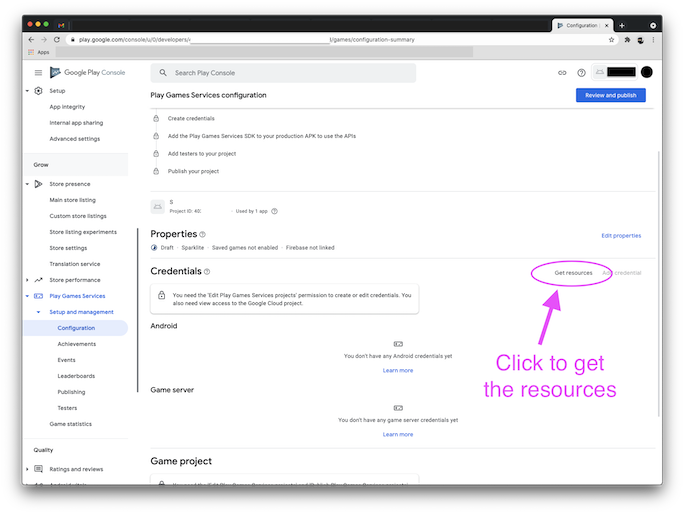 Configuration
play.google.com/console/u/0/developers/
/games/configuration-summary
Apps
Google Play Console
Search Play Console
Setup
App integrity
Internal app sharing
Advanced settings
Grow
Store presence
Main store listing
Custom store listings
Store listing experiments
Store settings
Translation service
Store performance
Play Games Services
Setup and management
Configuration
Achievements
Events
Leaderboards
Publishing
Testers
Game statistics
Quality
Ratings and reviews
Play Games Services configuration
Review and publish
Create credentials
Add the Play Games Services SDK to your production APK to use the APIs
Add testers to your project
Publish your project
S
Project ID: 40
Used by 1 app
Properties
Edit properties
Draft · Sparklite · Saved games not enabled · Firebase not linked
Credentials
Get resources
Add credential
You need the 'Edit Play Games Services projects' permission to create or edit credentials. You
also need view access to the Google Cloud project.
Android
You don't have any Android credentials yet
Learn more
Game server
You don't have any game server credentials yet
Learn more
Game project
Click to get
the resources